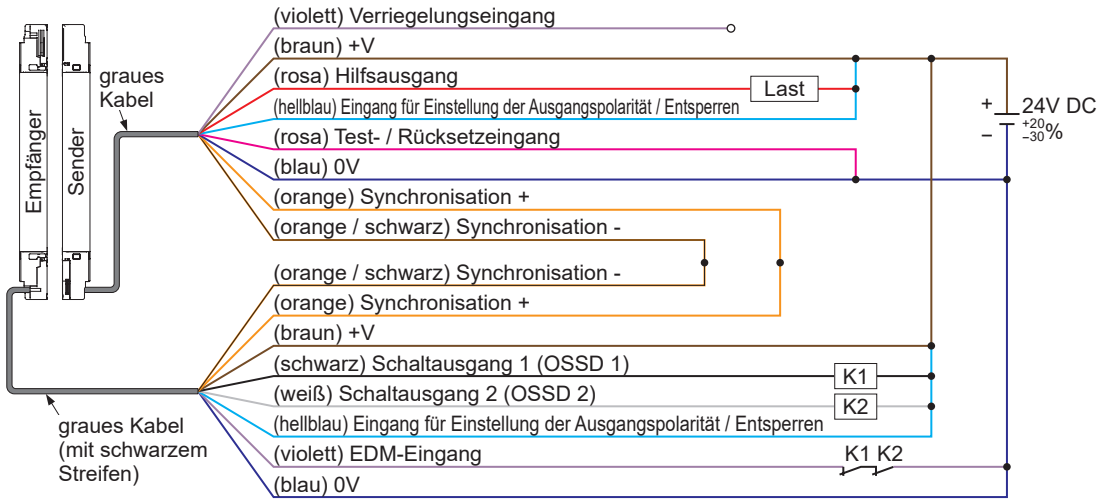 (violett) Verriegelungseingang
(braun) +V
(rosa) Hilfsausgang
Last
(hellblau) Eingang für Einstellung der Ausgangspolarität / Entsperren
(rosa) Test- / Rücksetzeingang
(blau) 0V
(orange) Synchronisation +
(orange / schwarz) Synchronisation -
(orange / schwarz) Synchronisation -
(orange) Synchronisation +
(braun) +V
(schwarz) Schaltausgang 1 (OSSD 1)
K1
(weiß) Schaltausgang 2 (OSSD 2)
K2
(hellblau) Eingang für Einstellung der Ausgangspolarität / Entsperren
(violett) EDM-Eingang
K1 K2
(blau) 0V
Empfänger
Sender
graues
Kabel
graues Kabel
(mit schwarzem
Streifen)
+
−
24V DC
+20
−30%